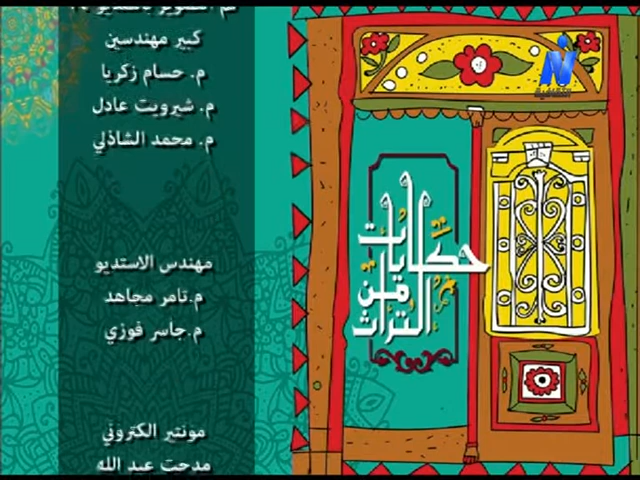 كبير مهندسين
م. حسام زكريا
م. شيرويت عادل
م. محمد الشاذلي
مهندس الاستديو
م.تامر مجاهد
م.جاسر فوزي
مونتير الكتروني
مدحت عبد الله
حكايات
من
التراث
الثقافية